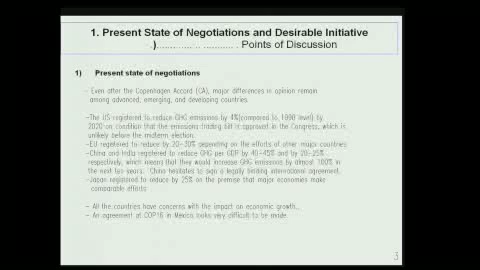 1. Present State of Negotiations and Desirable Initiative
Points of Discussion
1) Present state of negotiations
- Even after the Copenhagen Accord (CA), major differences in opinion remain
among advanced, emerging, and developing countries.
-The US registered to reduce GHG emissions by 4%(compared to 1990 level) by
2020 on condition that the emissions trading bill is approved in the Congress, which is
unlikely before the midterm election.
-EU registered to reduce by 20-30% depending on the efforts of other major countries
-China and India registered to reduce GHG per GDP by 40-45% and by 20-25%
respectively, which means that they would increase GHG emissions by almost 100% in
the next ten years. China hesitates to sign a legally binding international agreement.
-Japan registered to reduce by 25% on the premise that major economies make
comparable efforts
- All the countries have concerns with the impact on economic growth.
- An agreement at COP16 in Mexico looks very difficult to be made.
3